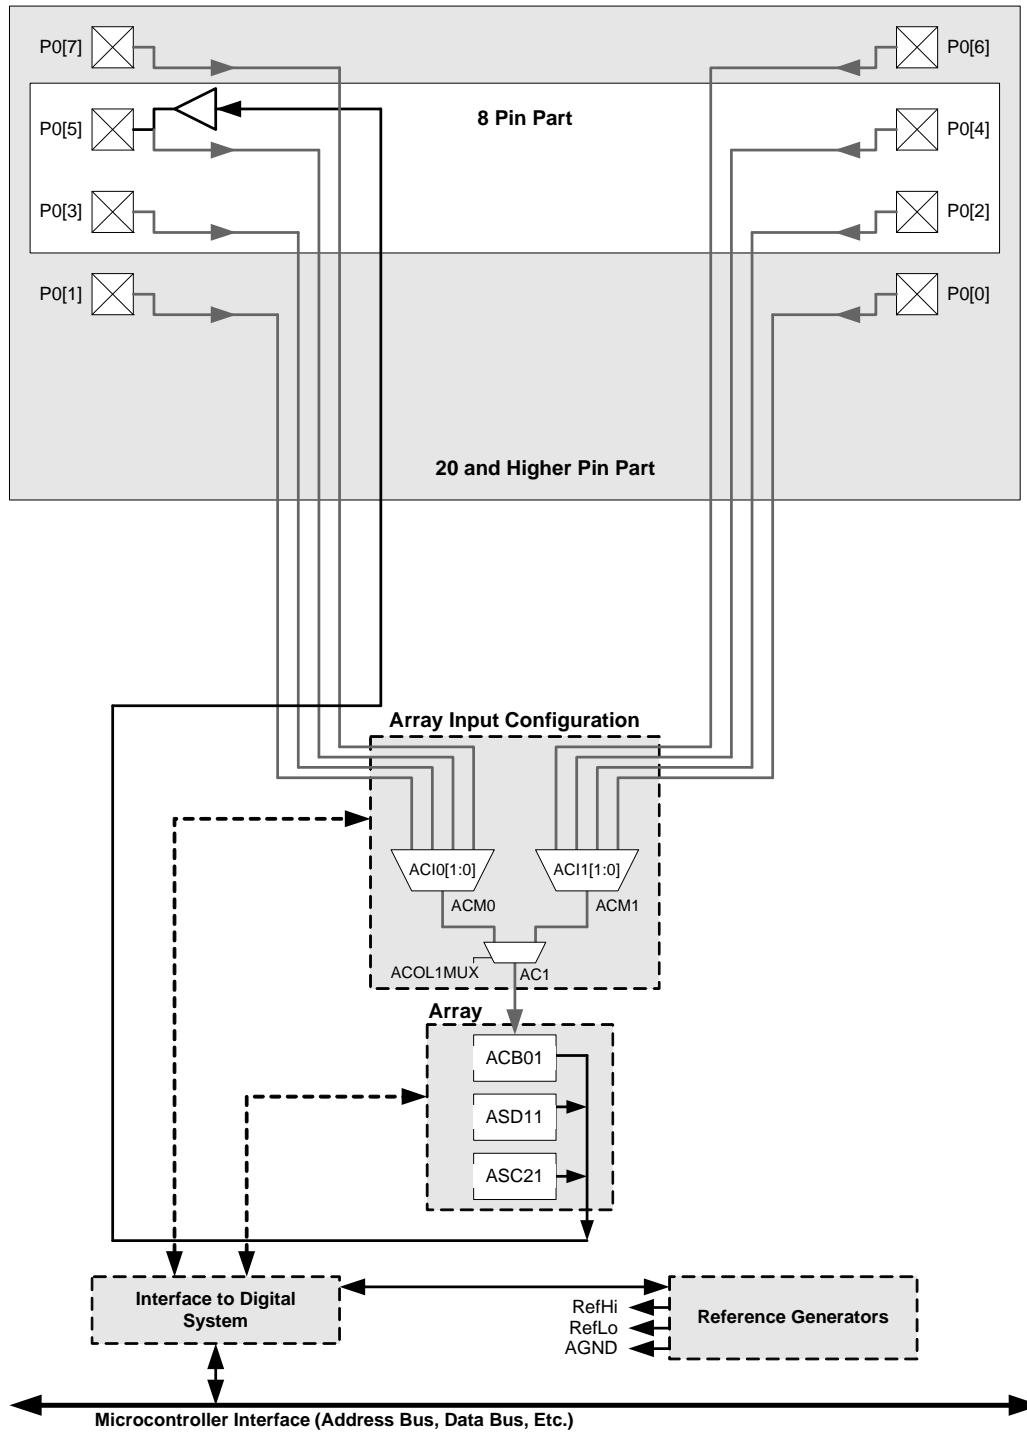 P0[7]
P0[6]
8 Pin Part
P0[5]
P0[4]
P0[3]
P0[2]
P0[1]
P0[0]
20 and Higher Pin Part
Array Input Configuration
ACI0[1:0]
ACI1[1:0]
ACM0
ACM1
ACOL1MUX
AC1
Array
ACB01
ASD11
ASC21
Interface to Digital
System
RefHi
RefLo
AGND
Reference Generators
Microcontroller Interface (Address Bus, Data Bus, Etc.)